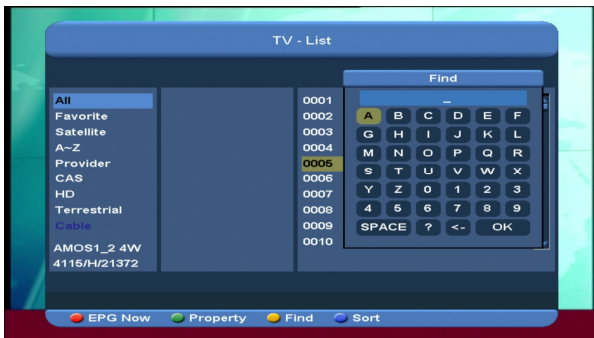 TV - List
Find
_
All
Favorite
Satellite
A~Z
Provider
CAS
HD
Terrestrial
Cable
AMOS1_2 4W
4115/H/21372
0001
0002
0003
0004
0005
0006
0007
0008
0009
0010
A B C D E F
G H I J K L
M N O P Q R
S T U V W X
Y Z 0 1 2 3
4 5 6 7 8 9
SPACE ? <- OK
EPG Now Property Find Sort